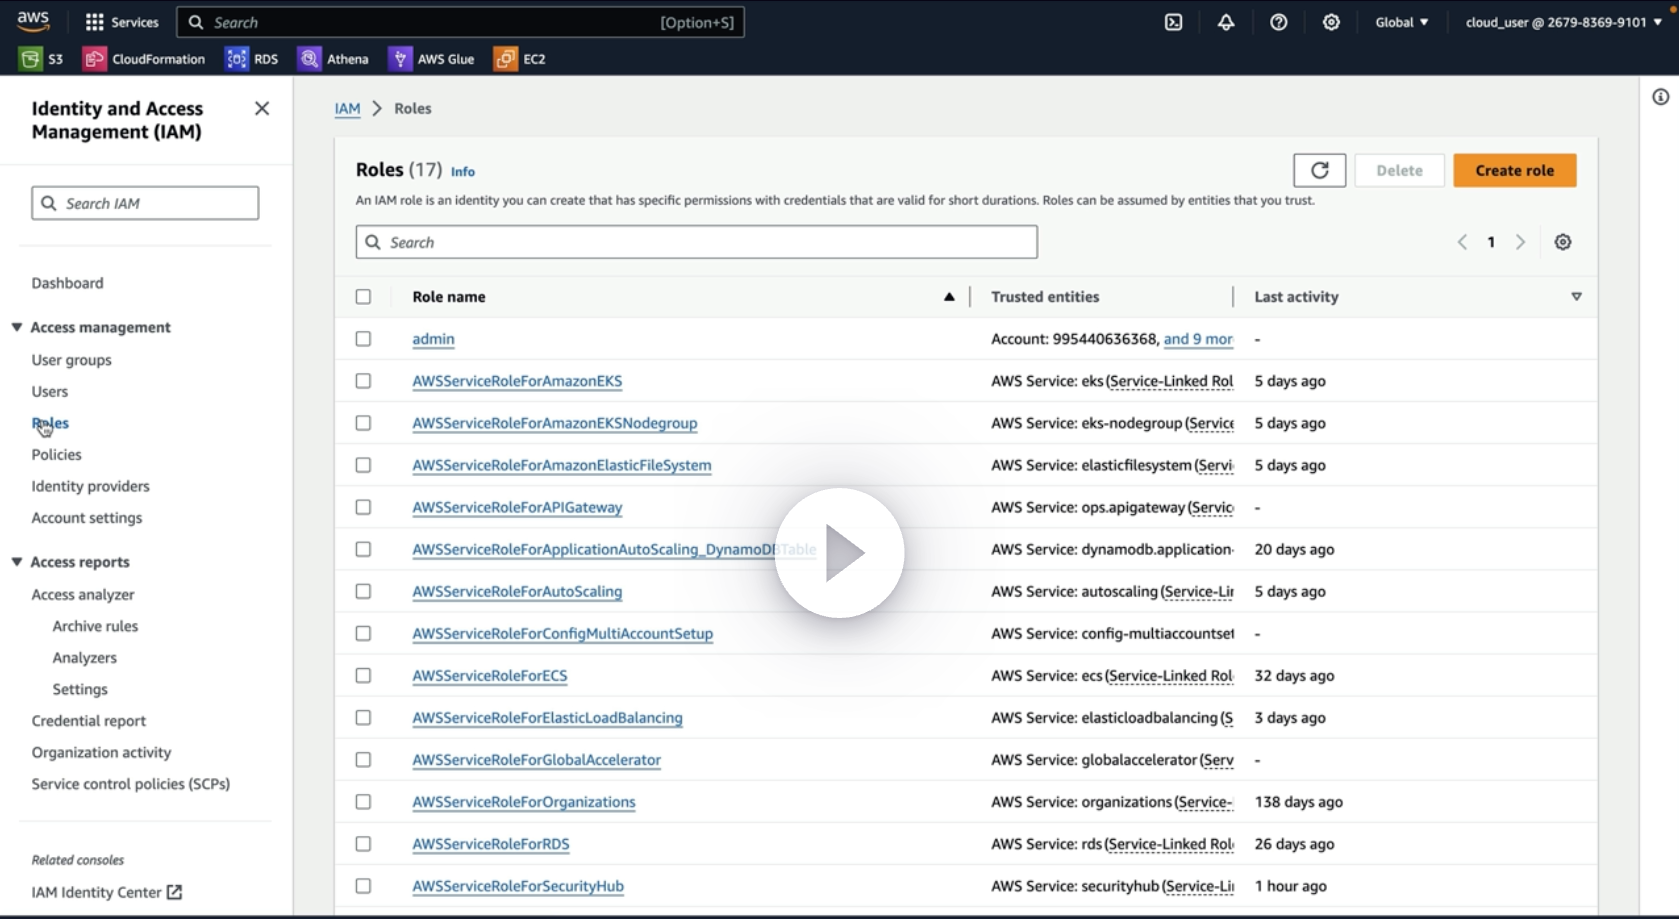 aws
Services
Search
[Option+S]
Global
cloud_user @ 2679-8369-9101
S3
CloudFormation
RDS
Athena
AWS Glue
EC2
Identity and Access
Management (IAM)
Search IAM
Dashboard
Access management
User groups
Users
Roles
Policies
Identity providers
Account settings
Access reports
Access analyzer
Archive rules
Analyzers
Settings
Credential report
Organization activity
Service control policies (SCPs)
Related consoles
IAM Identity Center
IAM > Roles
Roles (17) Info
Delete
Create role
An IAM role is an identity you can create that has specific permissions with credentials that are valid for short durations. Roles can be assumed by entities that you trust.
Search
1
Role name Trusted entities Last activity
admin Account: 995440636368, and 9 mor -
AWSServiceRoleForAmazonEKS AWS Service: eks (Service-Linked Rol 5 days ago
AWSServiceRoleForAmazonEKSNodegroup AWS Service: eks-nodegroup (Service 5 days ago
AWSServiceRoleForAmazonElasticFileSystem AWS Service: elasticfilesystem (Servi 5 days ago
AWSServiceRoleForAPIGateway AWS Service: ops.apigateway (Servic -
AWSServiceRoleForApplicationAutoScaling_DynamoDBTable AWS Service: dynamodb.application- 20 days ago
AWSServiceRoleForAutoScaling AWS Service: autoscaling (Service-Lin 5 days ago
AWSServiceRoleForConfigMultiAccountSetup AWS Service: config-multiaccountset -
AWSServiceRoleForECS AWS Service: ecs (Service-Linked Rol 32 days ago
AWSServiceRoleForElasticLoadBalancing AWS Service: elasticloadbalancing (S 3 days ago
AWSServiceRoleForGlobalAccelerator AWS Service: globalaccelerator (Serv -
AWSServiceRoleForOrganizations AWS Service: organizations (Service- 138 days ago
AWSServiceRoleForRDS AWS Service: rds (Service-Linked Role 26 days ago
AWSServiceRoleForSecurityHub AWS Service: securityhub (Service-Li 1 hour ago